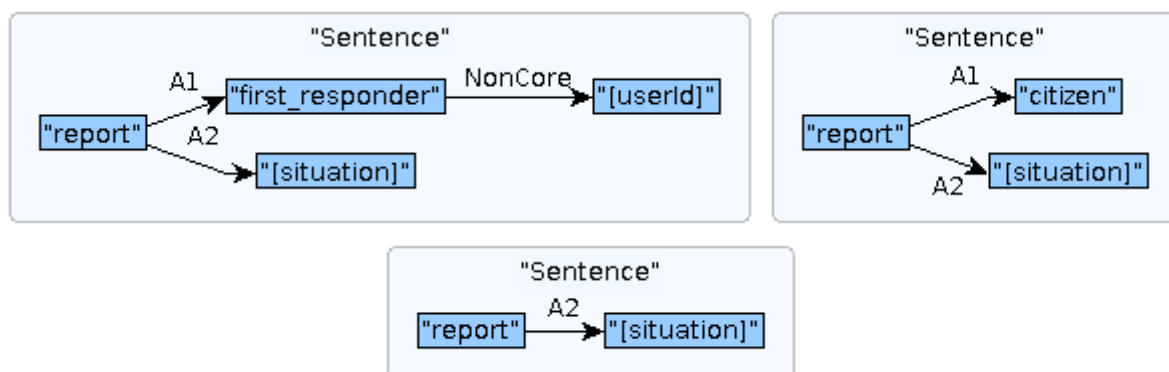 "Sentence"
A1
"first_responder"
NonCore
"[userId]"
"report"
A2
"[situation]"
"Sentence"
A1
"citizen"
"report"
A2
"[situation]"
"Sentence"
"report"
A2
"[situation]"